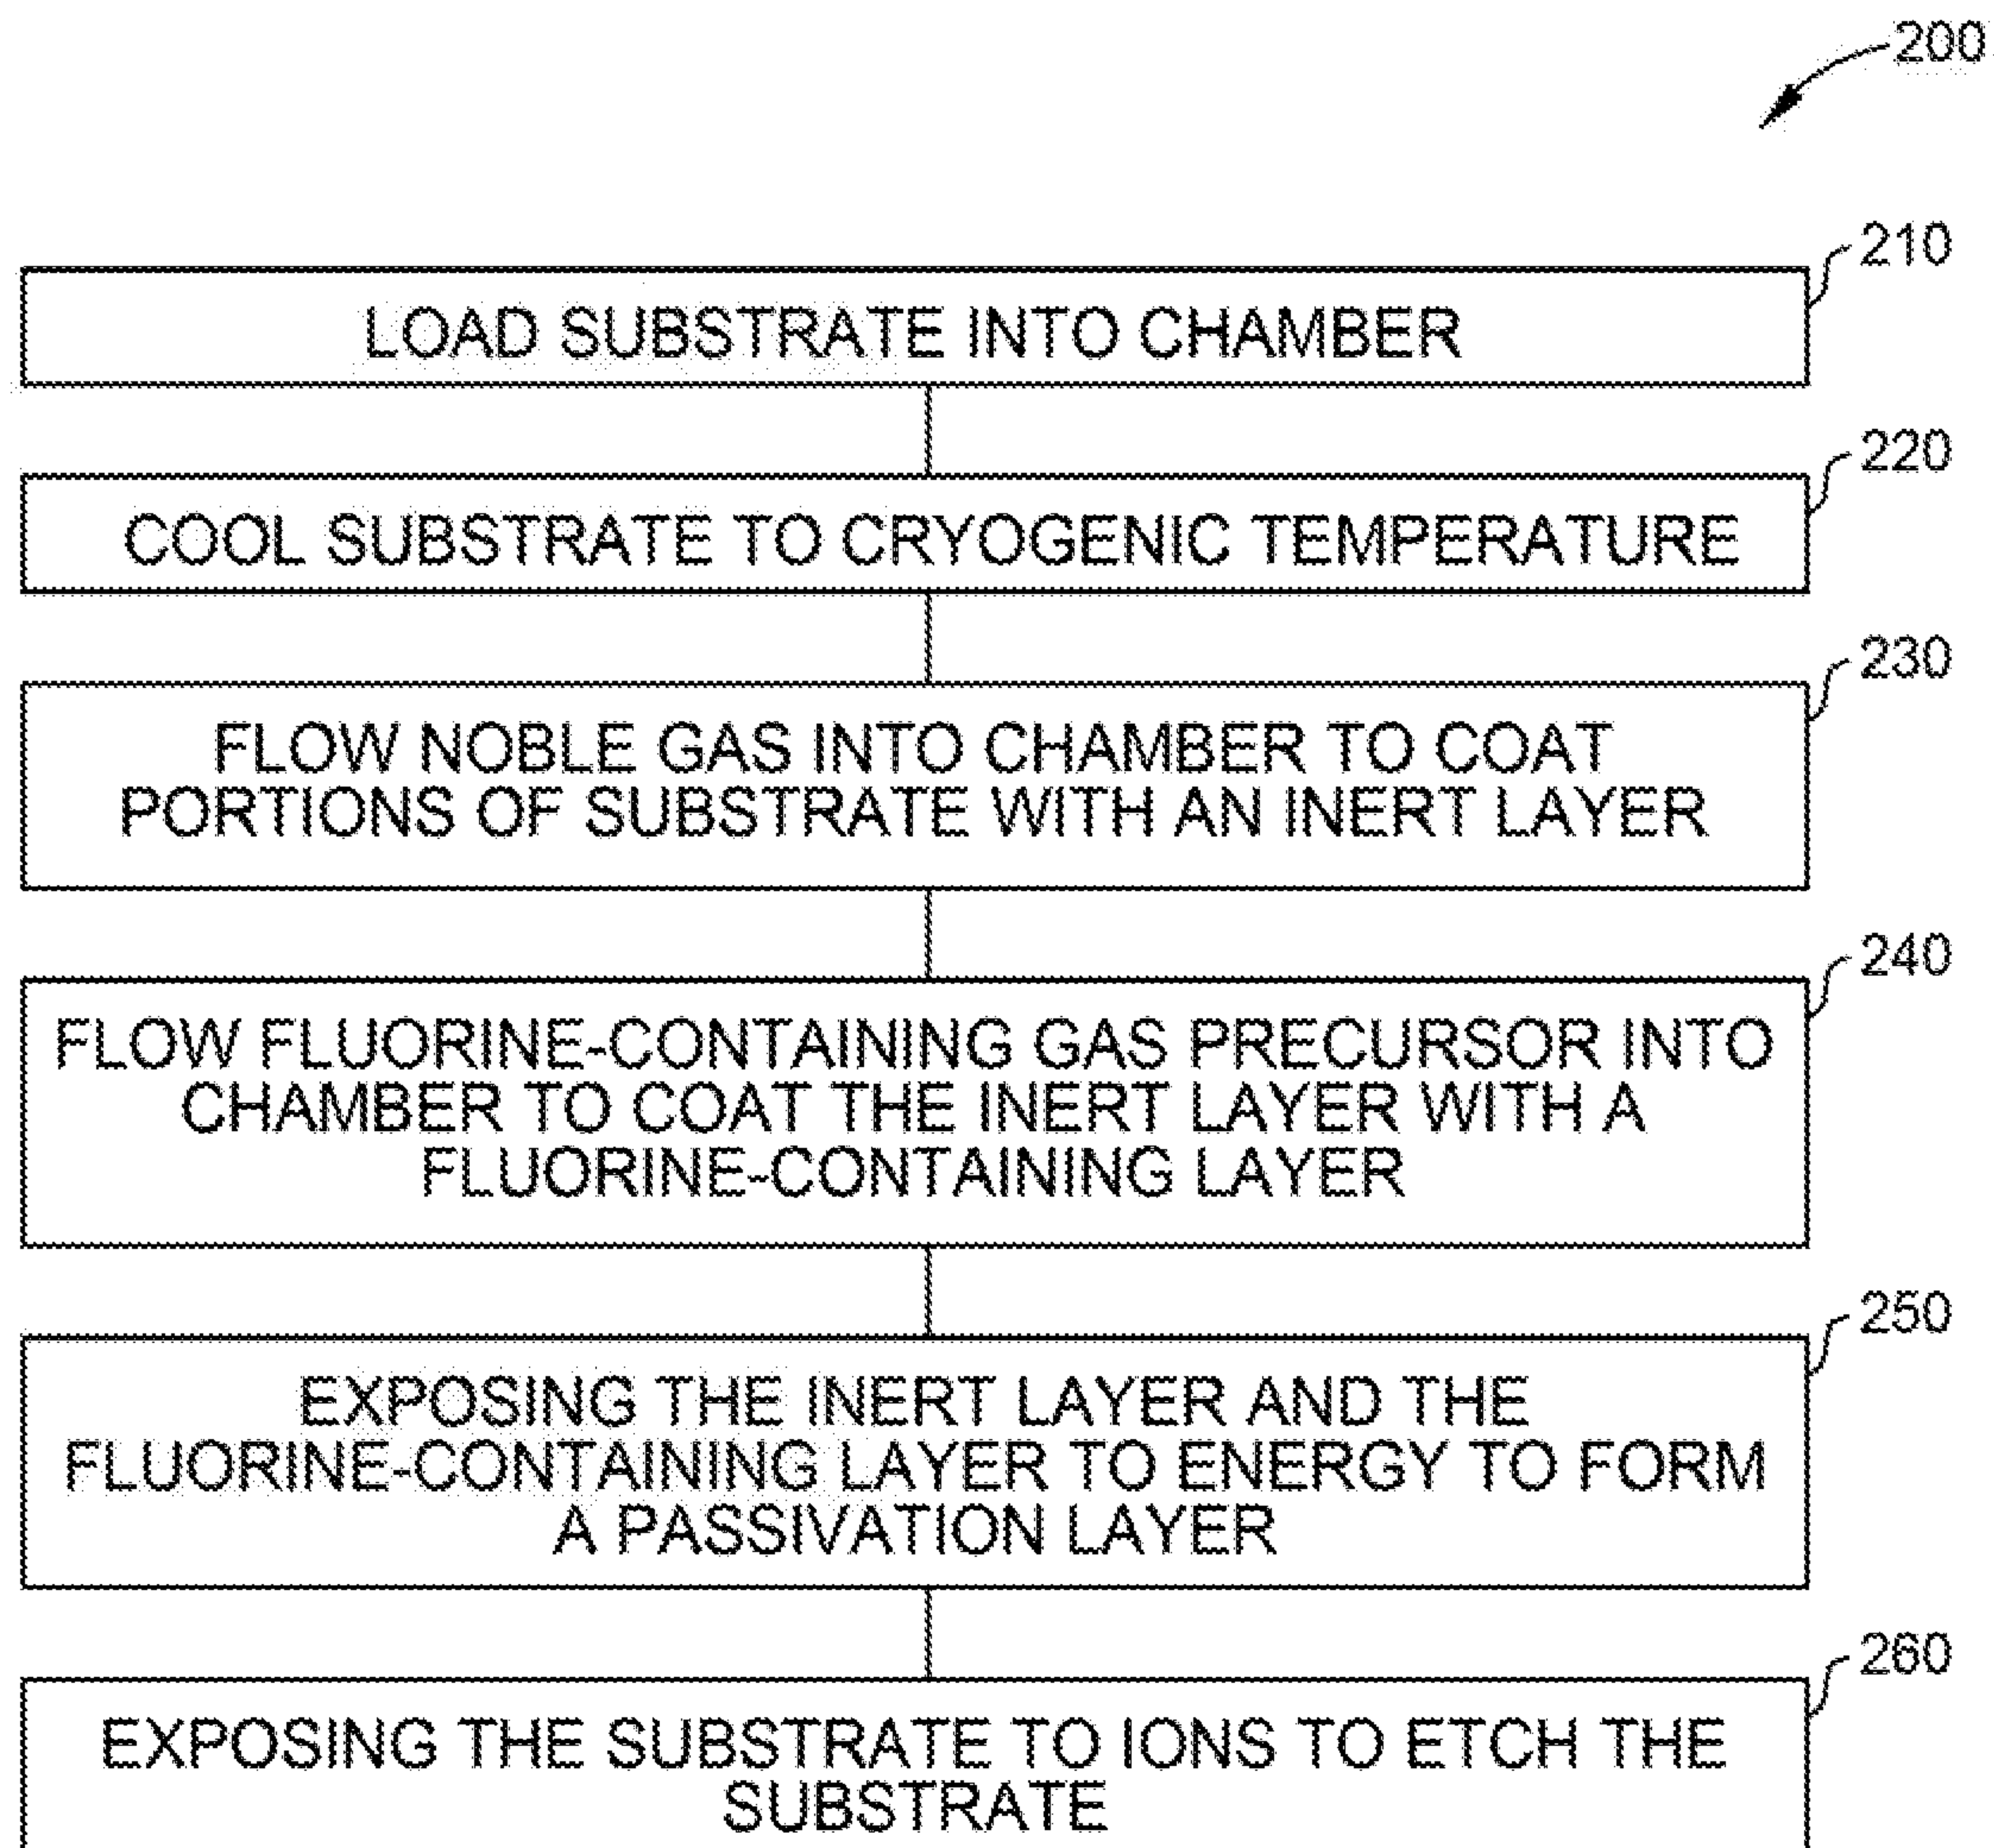 200
210
LOAD SUBSTRATE INTO CHAMBER
220
COOL SUBSTRATE TO CRYOGENIC TEMPERATURE
230
FLOW NOBLE GAS INTO CHAMBER TO COAT
PORTIONS OF SUBSTRATE WITH AN INERT LAYER
240
FLOW FLUORINE-CONTAINING GAS PRECURSOR INTO
CHAMBER TO COAT THE INERT LAYER WITH A
FLUORINE-CONTAINING LAYER
250
EXPOSING THE INERT LAYER AND THE
FLUORINE-CONTAINING LAYER TO ENERGY TO FORM
A PASSIVATION LAYER
260
EXPOSING THE SUBSTRATE TO IONS TO ETCH THE
SUBSTRATE